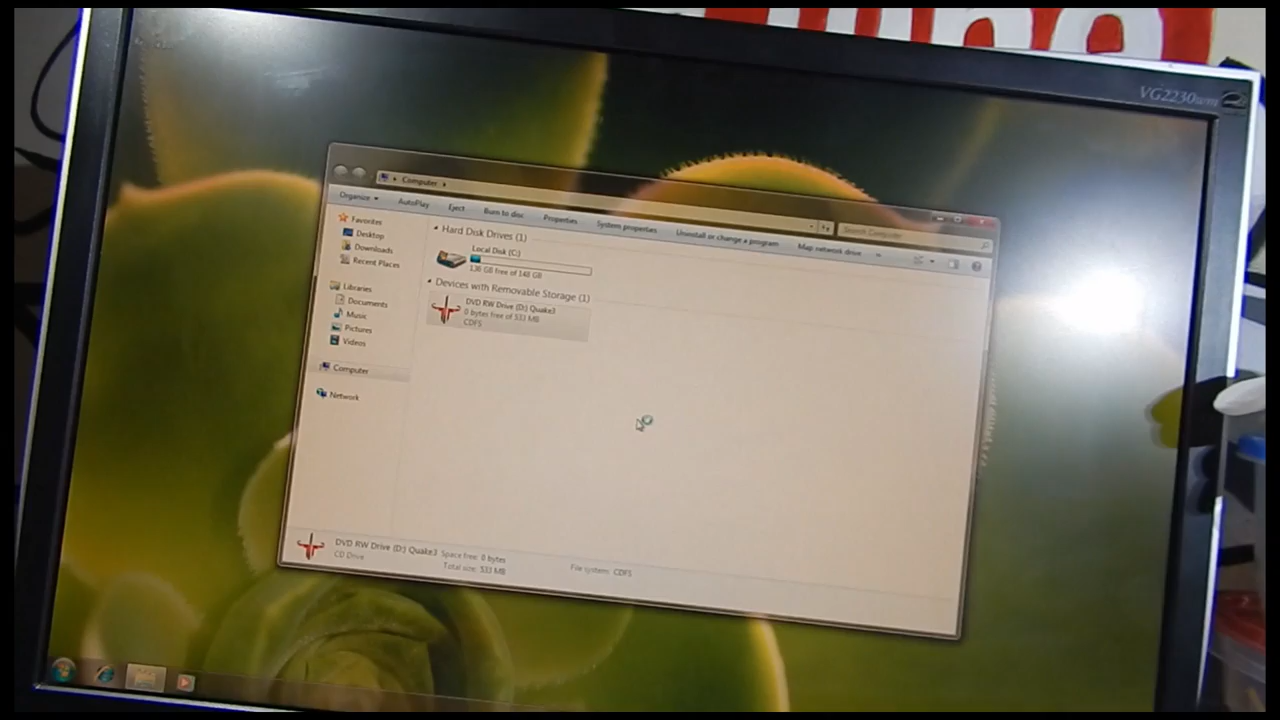 VG2230wm
Computer
Search Computer
Organize
AutoPlay
Eject
Burn to disc
Properties
System properties
Uninstall or change a program
Map network drive
Favorites
Desktop
Downloads
Recent Places
Libraries
Documents
Music
Pictures
Videos
Computer
Network
Hard Disk Drives (1)
Local Disk (C:)
136 GB free of 148 GB
Devices with Removable Storage (1)
DVD RW Drive (D:) Quake3
0 bytes free of 533 MB
CDFS
DVD RW Drive (D:) Quake3 Space free: 0 bytes
CD Drive
Total size: 533 MB
File system: CDFS